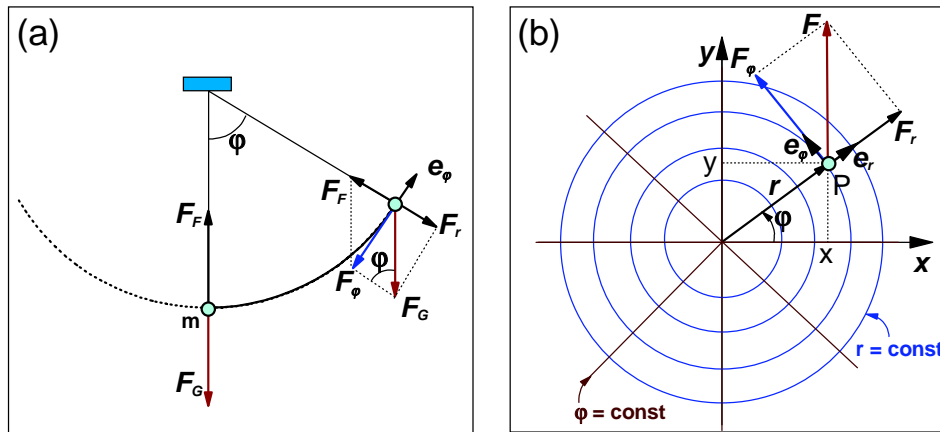 (a)
φ
e_φ
F_F
F_F
F_r
F_φ
φ
F_G
m
F_G
(b)
y
F
F_φ
F_r
e_φ
e_r
y
r
P
φ
x
x
r = const
φ = const